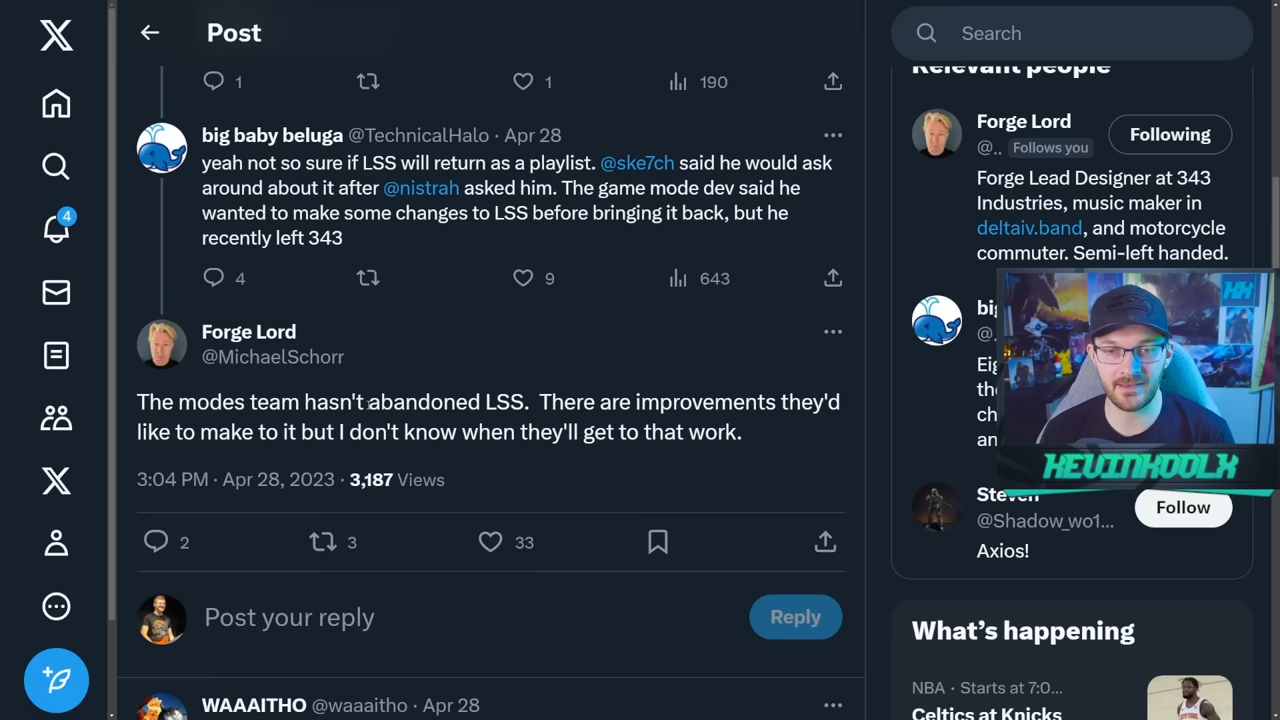 Post
Search
1
1
190
Relevant people
big baby beluga @TechnicalHalo · Apr 28
yeah not so sure if LSS will return as a playlist. @ske7ch said he would ask
around about it after @nistrah asked him. The game mode dev said he
wanted to make some changes to LSS before bringing it back, but he
recently left 343
4
9
643
Forge Lord
@MichaelSchorr
The modes team hasn't abandoned LSS. There are improvements they'd
like to make to it but I don't know when they'll get to that work.
3:04 PM · Apr 28, 2023 · 3,187 Views
2
3
33
Post your reply
Reply
WAAAITHO @waaaitho · Apr 28
4
Forge Lord
@.. Follows you
Following
Forge Lead Designer at 343
Industries, music maker in
deltaiv.band, and motorcycle
commuter. Semi-left handed.
KEVINKOOLX
@Shadow_wo1...
Follow
Axios!
What's happening
NBA · Starts at 7:0...
Celtics at Knicks